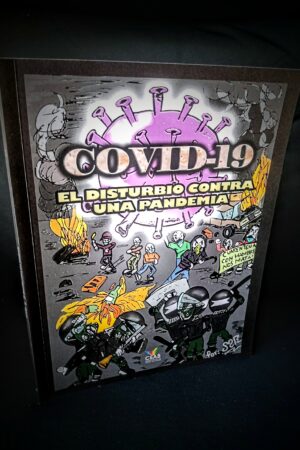 COVID-19
EL DISTURBIO CONTRA
UNA PANDEMIA